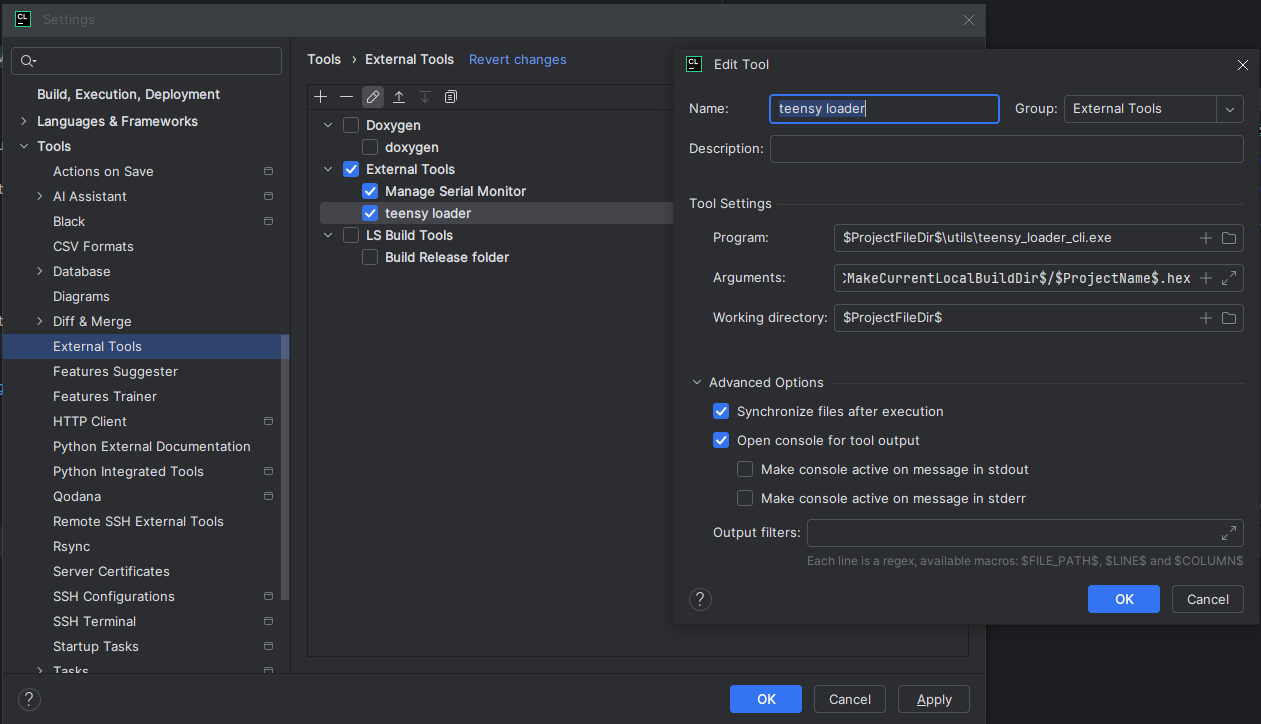 CL
Settings
Build, Execution, Deployment
Languages & Frameworks
Tools
Actions on Save
AI Assistant
Black
CSV Formats
Database
Diagrams
Diff & Merge
External Tools
Features Suggester
Features Trainer
HTTP Client
Python External Documentation
Python Integrated Tools
Qodana
Remote SSH External Tools
Rsync
Server Certificates
SSH Configurations
SSH Terminal
Startup Tasks
Tasks
Tools › External Tools Revert changes
Doxygen
doxygen
External Tools
Manage Serial Monitor
teensy loader
LS Build Tools
Build Release folder
?
OK Cancel Apply
CL
Edit Tool
Name: teensy loader Group: External Tools
Description:
Tool Settings
Program: $ProjectFileDir$\utils\teensy_loader_cli.exe
Arguments: MakeCurrentLocalBuildDir$/$ProjectName$.hex
Working directory: $ProjectFileDir$
Advanced Options
Synchronize files after execution
Open console for tool output
Make console active on message in stdout
Make console active on message in stderr
Output filters:
Each line is a regex, available macros: $FILE_PATH$, $LINE$ and $COLUMN$
?
OK Cancel